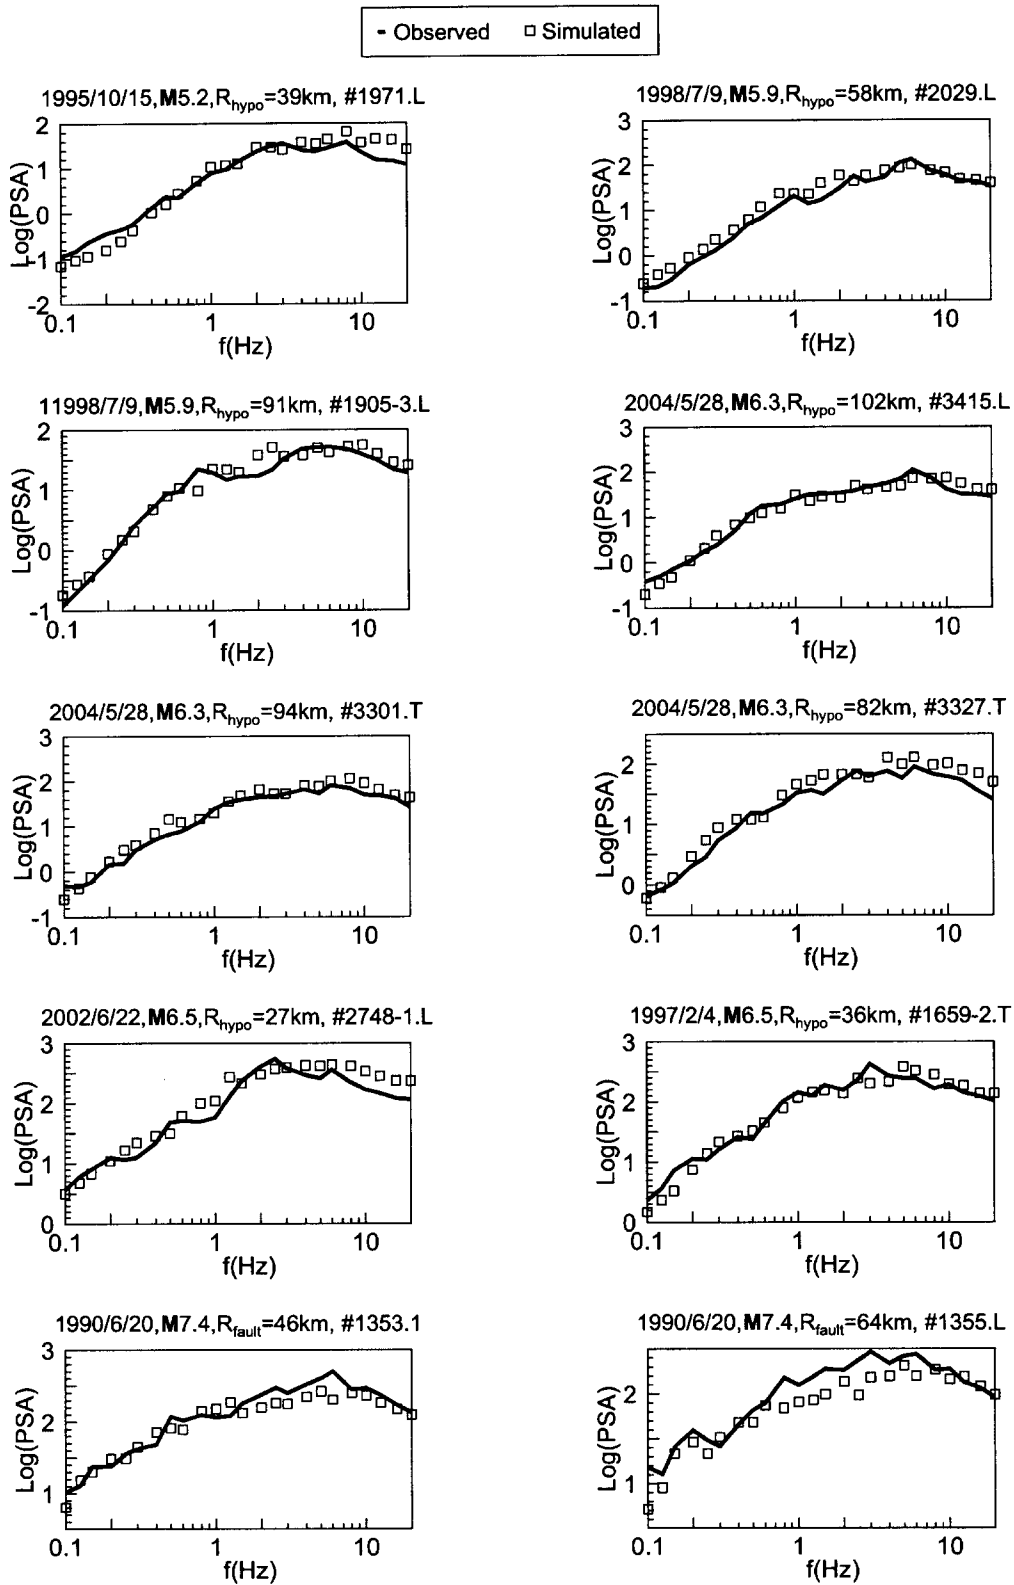 - Observed □ Simulated
1995/10/15,M5.2,Rhypo=39km, #1971.L
2
1
0
-1
-2
Log(PSA)
0.1 1 10
f(Hz)
1998/7/9,M5.9,Rhypo=58km, #2029.L
3
2
1
0
-1
Log(PSA)
0.1 1 10
f(Hz)
11998/7/9,M5.9,Rhypo=91km, #1905-3.L
2
1
0
-1
Log(PSA)
0.1 1 10
f(Hz)
2004/5/28,M6.3,Rhypo=102km, #3415.L
3
2
1
0
-1
Log(PSA)
0.1 1 10
f(Hz)
2004/5/28,M6.3,Rhypo=94km, #3301.T
3
2
1
0
-1
Log(PSA)
0.1 1 10
f(Hz)
2004/5/28,M6.3,Rhypo=82km, #3327.T
2
1
0
Log(PSA)
0.1 1 10
f(Hz)
2002/6/22,M6.5,Rhypo=27km, #2748-1.L
3
2
1
0
Log(PSA)
0.1 1 10
f(Hz)
1997/2/4,M6.5,Rhypo=36km, #1659-2.T
3
2
1
0
Log(PSA)
0.1 1 10
f(Hz)
1990/6/20,M7.4,Rfault=46km, #1353.1
3
2
1
Log(PSA)
0.1 1 10
f(Hz)
1990/6/20,M7.4,Rfault=64km, #1355.L
2
1
Log(PSA)
0.1 1 10
f(Hz)